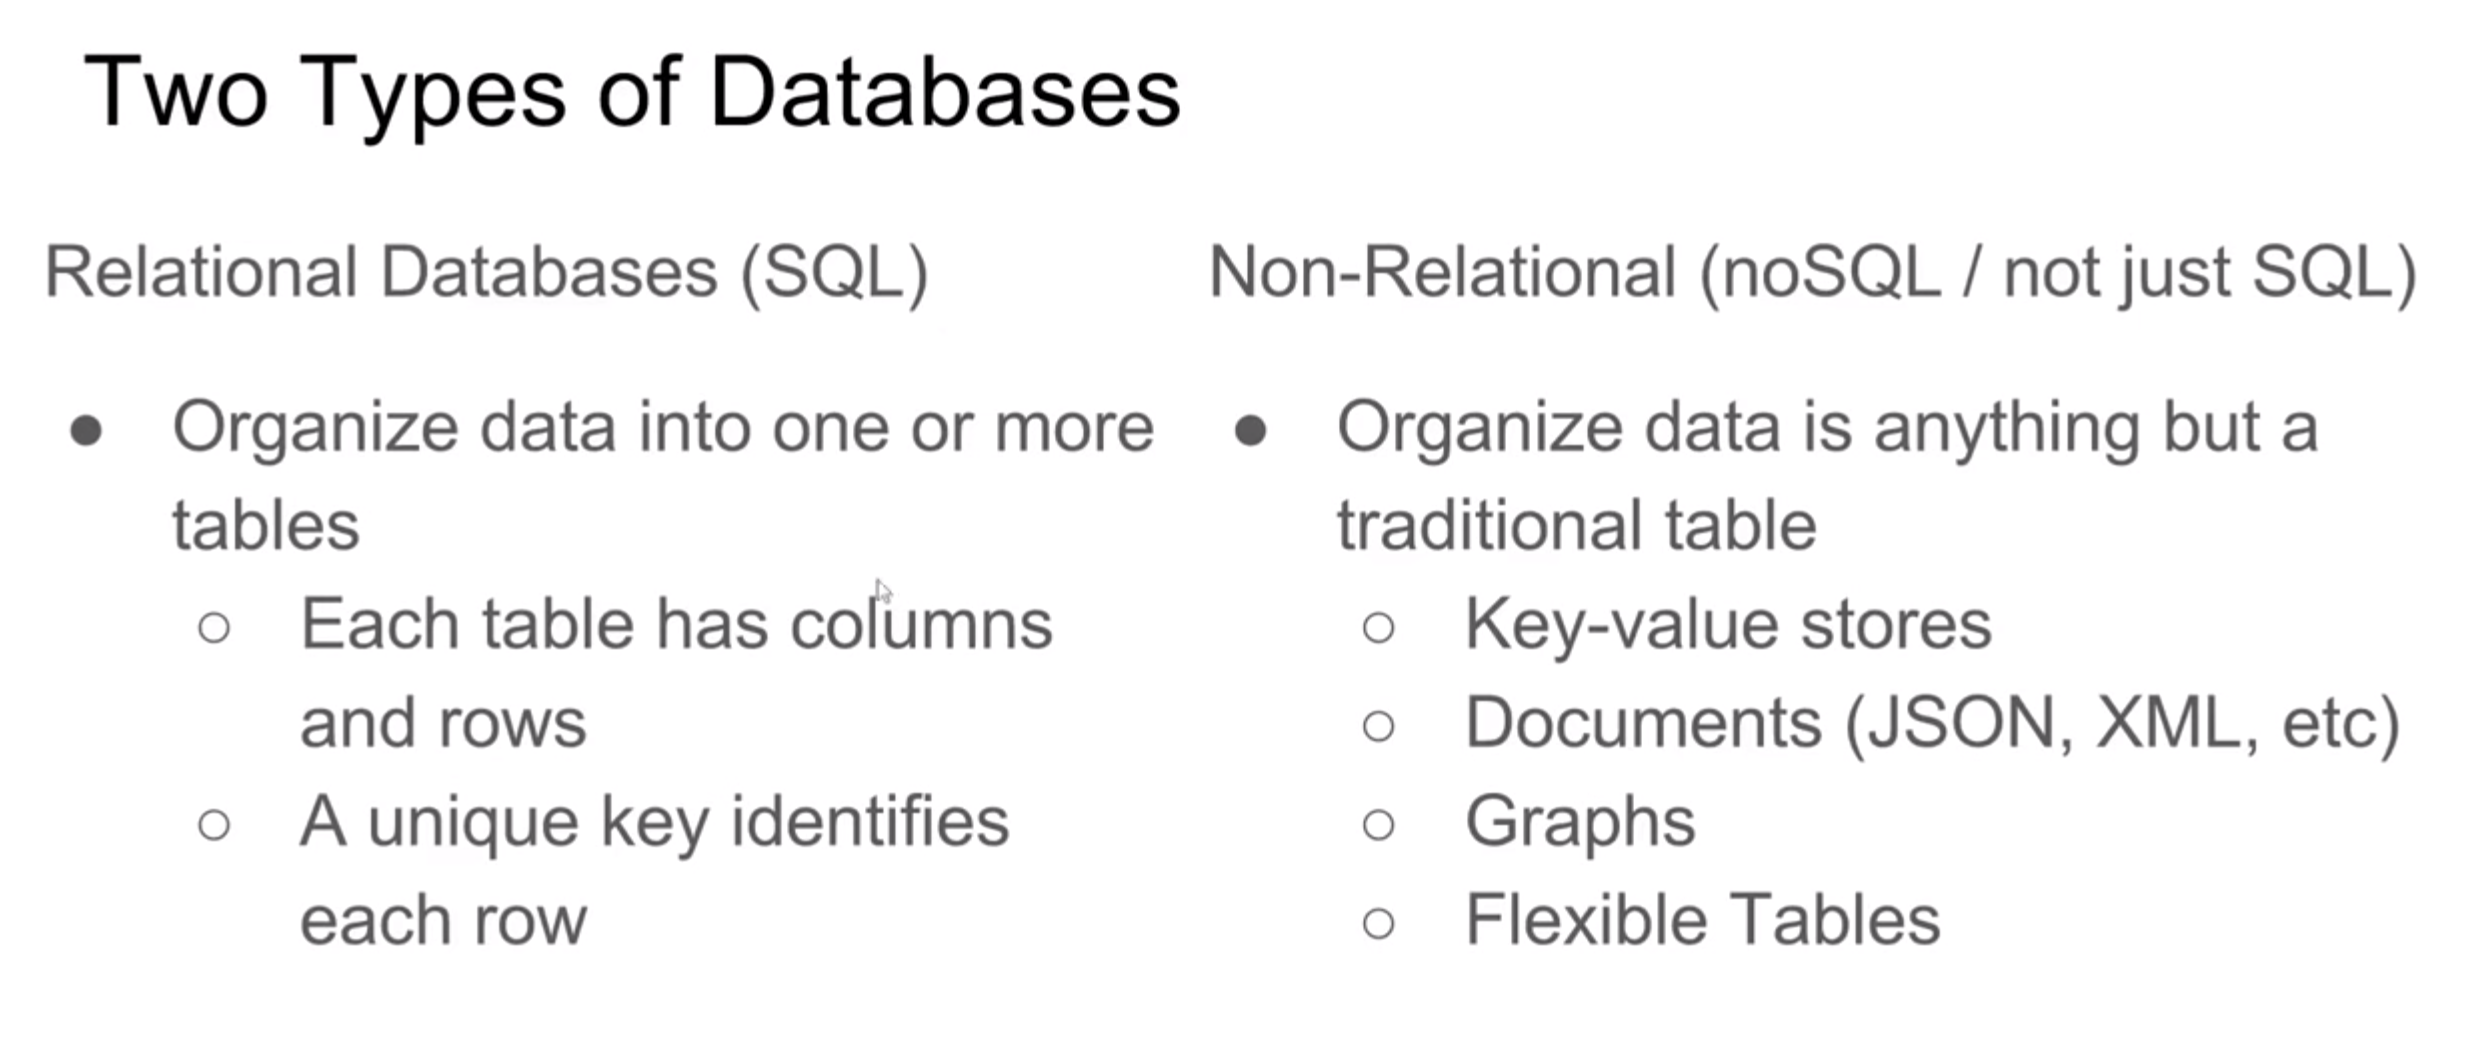 Two Types of Databases
Relational Databases (SQL)
● Organize data into one or more
tables
○ Each table has columns
and rows
○ A unique key identifies
each row
Non-Relational (noSQL / not just SQL)
● Organize data is anything but a
traditional table
○ Key-value stores
○ Documents (JSON, XML, etc)
○ Graphs
○ Flexible Tables